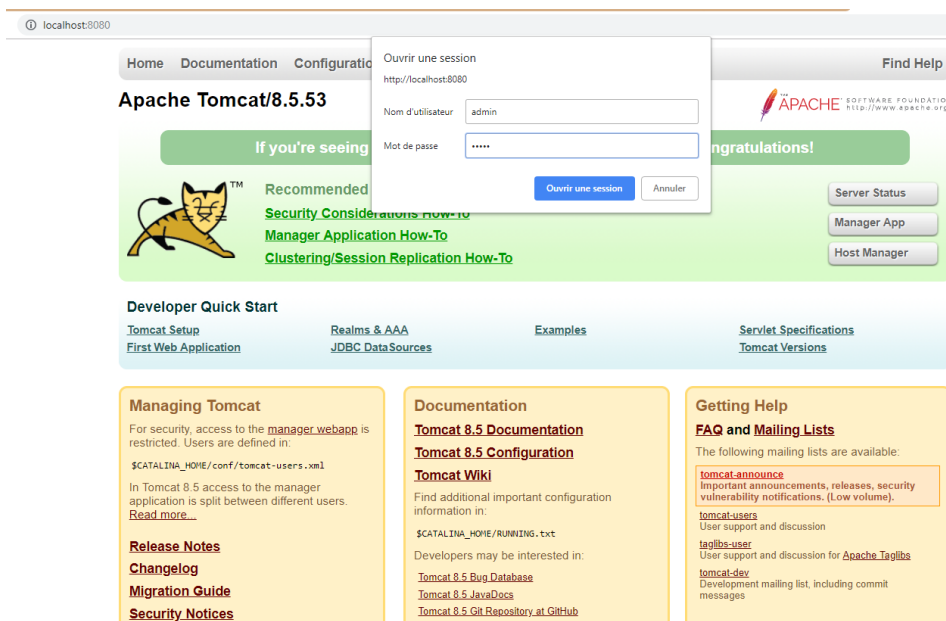 localhost:8080
Home Documentation Configuratio Find Help
Ouvrir une session
http://localhost:8080
Nom d'utilisateur admin
Mot de passe •••••
Ouvrir une session Annuler
Apache Tomcat/8.5.53
THE
APACHE SOFTWARE FOUNDATIO
http://www.apache.org
If you're seeing ngratulations!
TM
Recommended
Security Considerations How-To
Manager Application How-To
Clustering/Session Replication How-To
Server Status
Manager App
Host Manager
Developer Quick Start
Tomcat Setup
First Web Application
Realms & AAA
JDBC DataSources
Examples
Servlet Specifications
Tomcat Versions
Managing Tomcat
For security, access to the manager webapp is
restricted. Users are defined in:
$CATALINA_HOME/conf/tomcat-users.xml
In Tomcat 8.5 access to the manager
application is split between different users.
Read more...
Release Notes
Changelog
Migration Guide
Security Notices
Documentation
Tomcat 8.5 Documentation
Tomcat 8.5 Configuration
Tomcat Wiki
Find additional important configuration
information in:
$CATALINA_HOME/RUNNING.txt
Developers may be interested in:
Tomcat 8.5 Bug Database
Tomcat 8.5 JavaDocs
Tomcat 8.5 Git Repository at GitHub
Getting Help
FAQ and Mailing Lists
The following mailing lists are available:
tomcat-announce
Important announcements, releases, security
vulnerability notifications. (Low volume).
tomcat-users
User support and discussion
taglibs-user
User support and discussion for Apache Taglibs
tomcat-dev
Development mailing list, including commit
messages